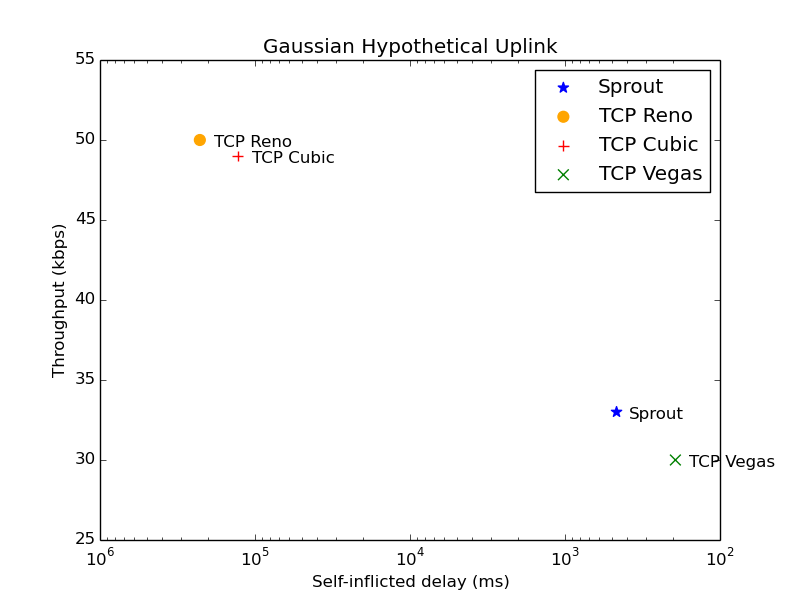 Gaussian Hypothetical Uplink
55
50
45
40
35
30
25
Throughput (kbps)
Sprout
TCP Reno
TCP Cubic
TCP Vegas
TCP Reno
TCP Cubic
Sprout
TCP Vegas
10^6
10^5
10^4
10^3
10^2
Self-inflicted delay (ms)